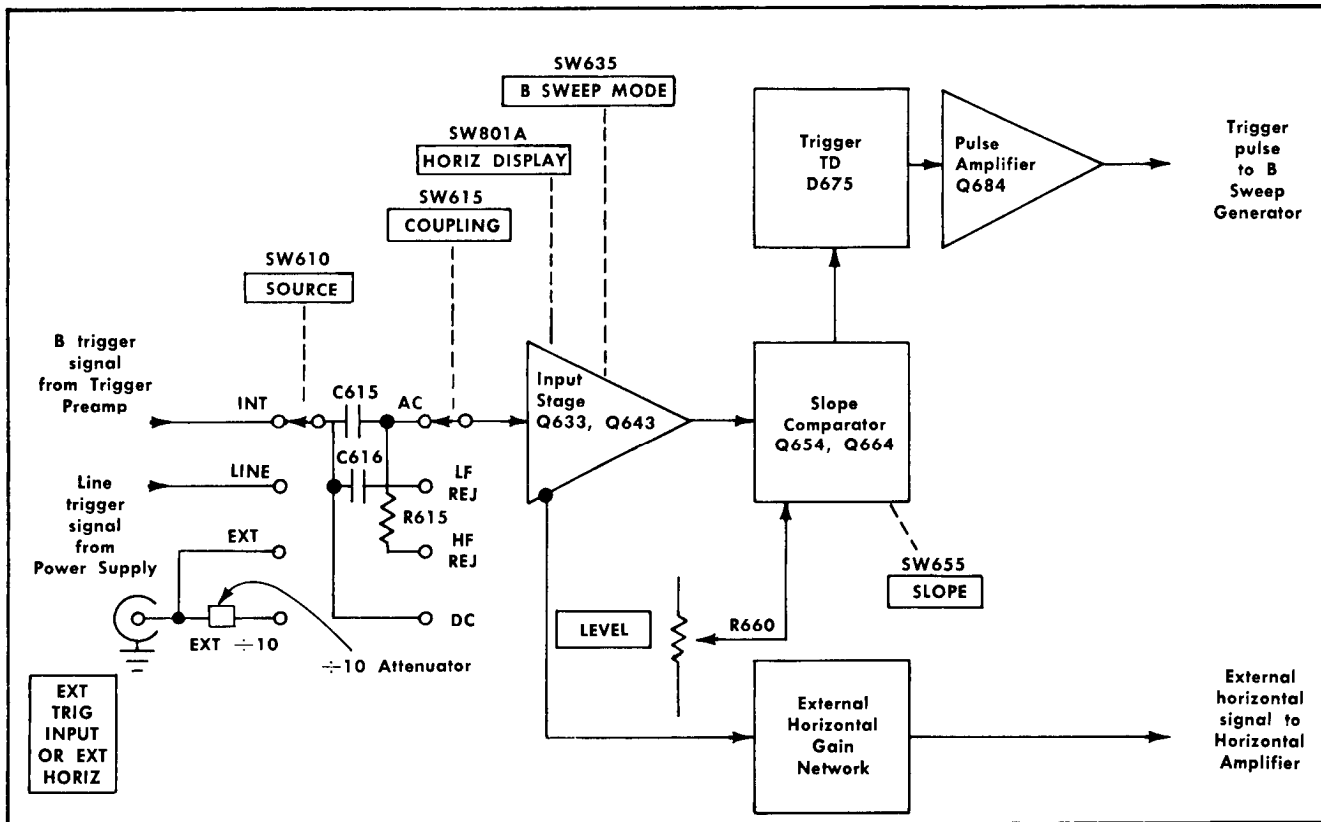 SW635
B SWEEP MODE
SW801A
HORIZ DISPLAY
SW615
COUPLING
SW610
SOURCE
Trigger
TD
D675
Pulse
Amplifier
Q684
Trigger
pulse
to B
Sweep
Generator
B trigger
signal
from Trigger
Preamp
INT
C615
AC
Input
Stage
Q633, Q643
Slope
Comparator
Q654, Q664
Line
trigger
signal
from
Power Supply
LINE
C616
LF
REJ
R615
HF
REJ
EXT
DC
EXT ÷10
÷10 Attenuator
SW655
SLOPE
LEVEL
R660
EXT
TRIG
INPUT
OR EXT
HORIZ
External
Horizontal
Gain
Network
External
horizontal
signal to
Horizontal
Amplifier